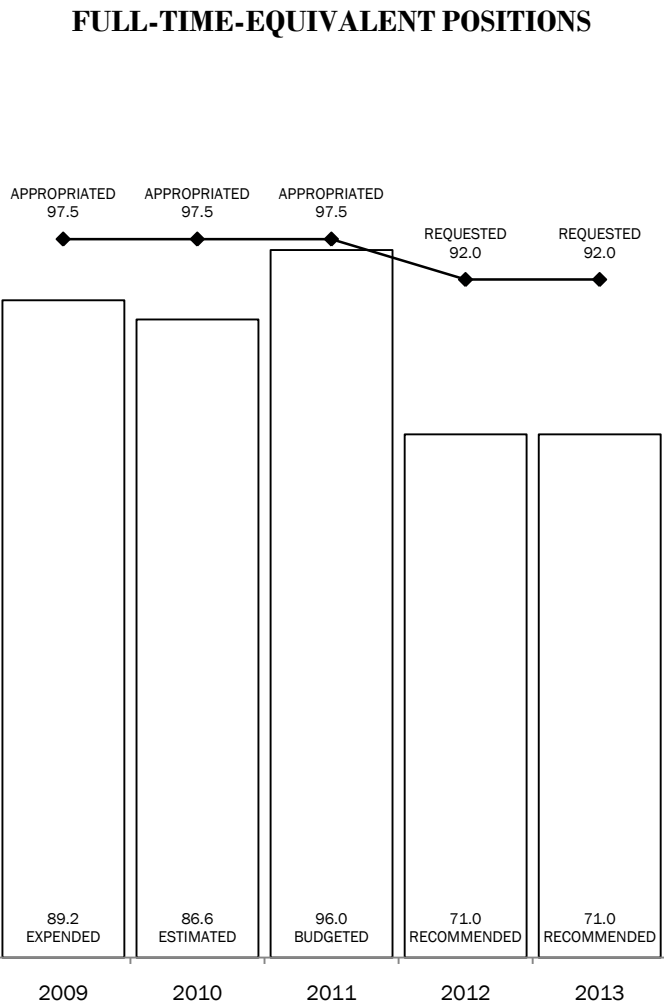 FULL-TIME-EQUIVALENT POSITIONS
APPROPRIATED
97.5
APPROPRIATED
97.5
APPROPRIATED
97.5
REQUESTED
92.0
REQUESTED
92.0
89.2
EXPENDED
86.6
ESTIMATED
96.0
BUDGETED
71.0
RECOMMENDED
71.0
RECOMMENDED
2009
2010
2011
2012
2013